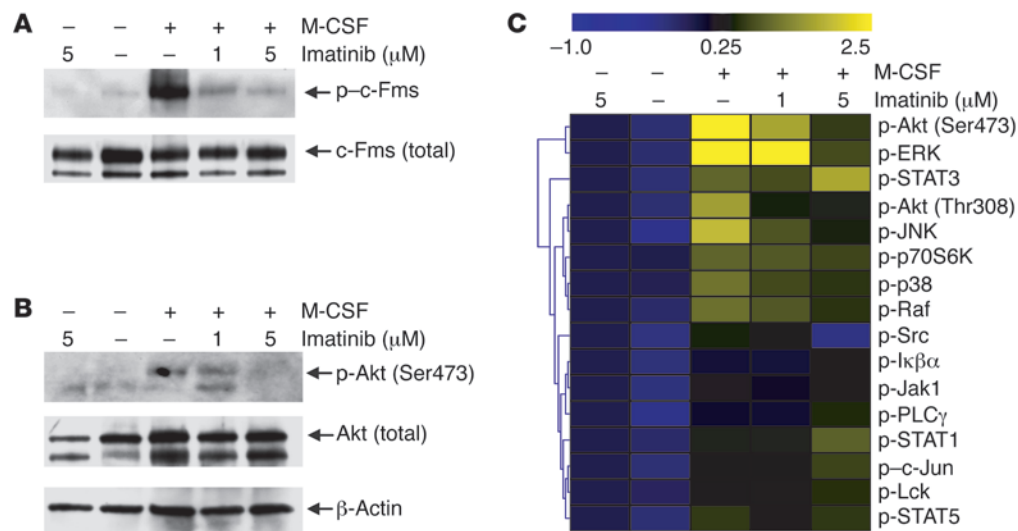 A
– – + + + M-CSF
5 – – 1 5 Imatinib (μM)
p–c-Fms
c-Fms (total)
B
– – + + + M-CSF
5 – – 1 5 Imatinib (μM)
p-Akt (Ser473)
Akt (total)
β-Actin
C
–1.0 0.25 2.5
– – + + + M-CSF
5 – – 1 5 Imatinib (μM)
p-Akt (Ser473)
p-ERK
p-STAT3
p-Akt (Thr308)
p-JNK
p-p70S6K
p-p38
p-Raf
p-Src
p-Iκβα
p-Jak1
p-PLCγ
p-STAT1
p–c-Jun
p-Lck
p-STAT5